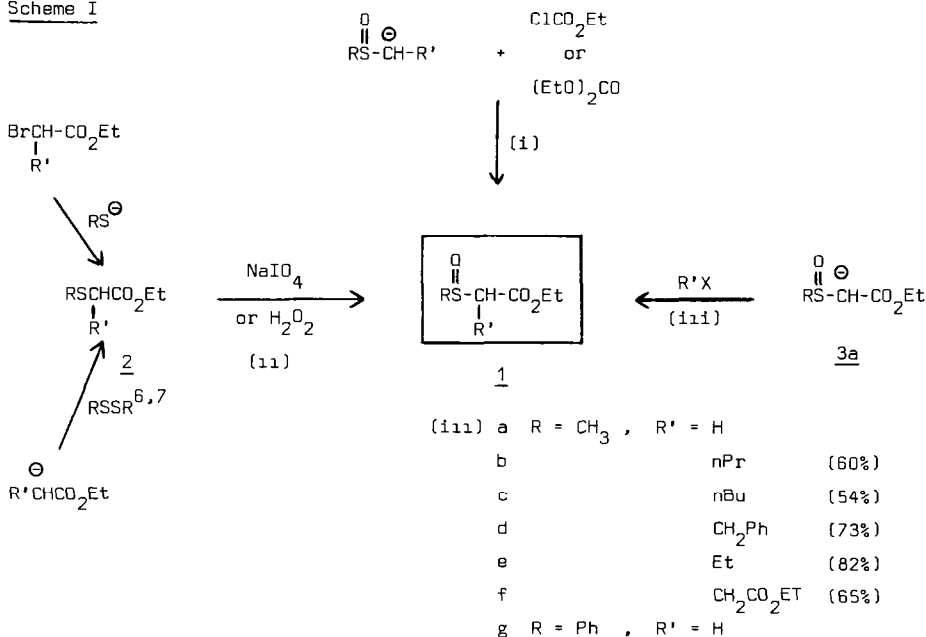 Scheme I
O ⊖
RS-CH-R' + ClCO2Et
or
(EtO)2CO
(i)
BrCH-CO2Et
R'
RS⊖
RSCHCO2Et
R'
2
RSSR6,7
⊖
R'CHCO2Et
NaIO4
or H2O2
(ii)
O
RS-CH-CO2Et
R'
1
R'X
(iii)
O ⊖
RS-CH-CO2Et
3a
(iii) a R = CH3 , R' = H
b nPr (60%)
c nBu (54%)
d CH2Ph (73%)
e Et (82%)
f CH2CO2ET (65%)
g R = Ph , R' = H